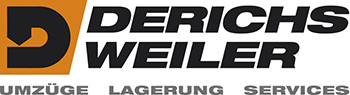 DERICHS
WEILER
UMZÜGE LAGERUNG SERVICES